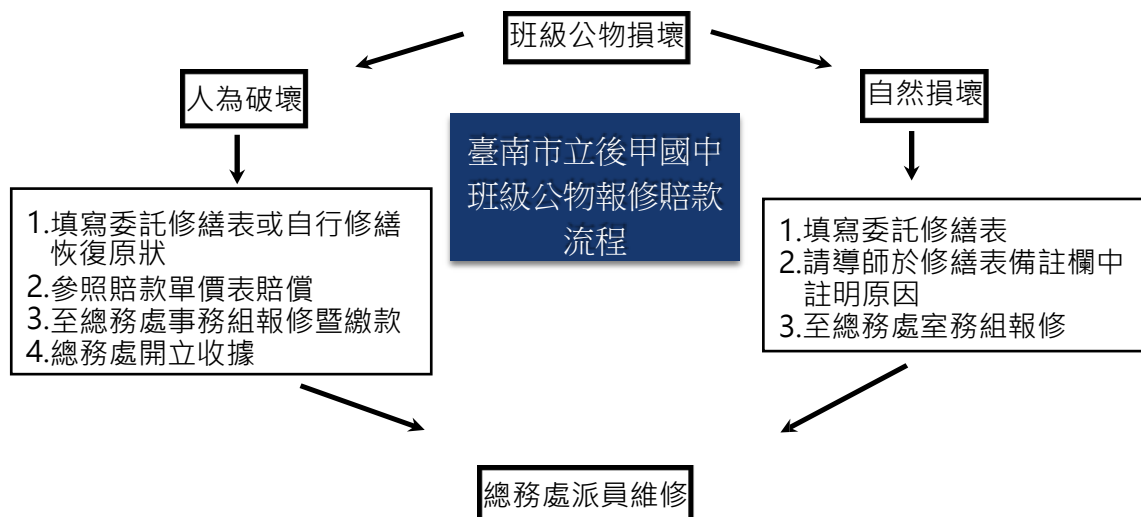 班級公物損壞
人為破壞
自然損壞
臺南市立後甲國中
班級公物報修賠款
流程
1.填寫委託修繕表或自行修繕
恢復原狀
2.參照賠款單價表賠償
3.至總務處事務組報修暨繳款
4.總務處開立收據
1.填寫委託修繕表
2.請導師於修繕表備註欄中
註明原因
3.至總務處室務組報修
總務處派員維修